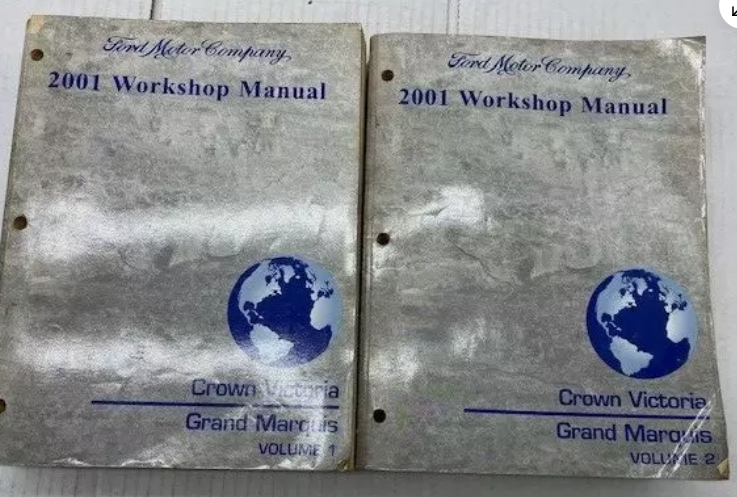 Ford Motor Company
2001 Workshop Manual
Crown Victoria
Grand Marquis
VOLUME 1
Ford Motor Company
2001 Workshop Manual
Crown Victoria
Grand Marquis
VOLUME 2